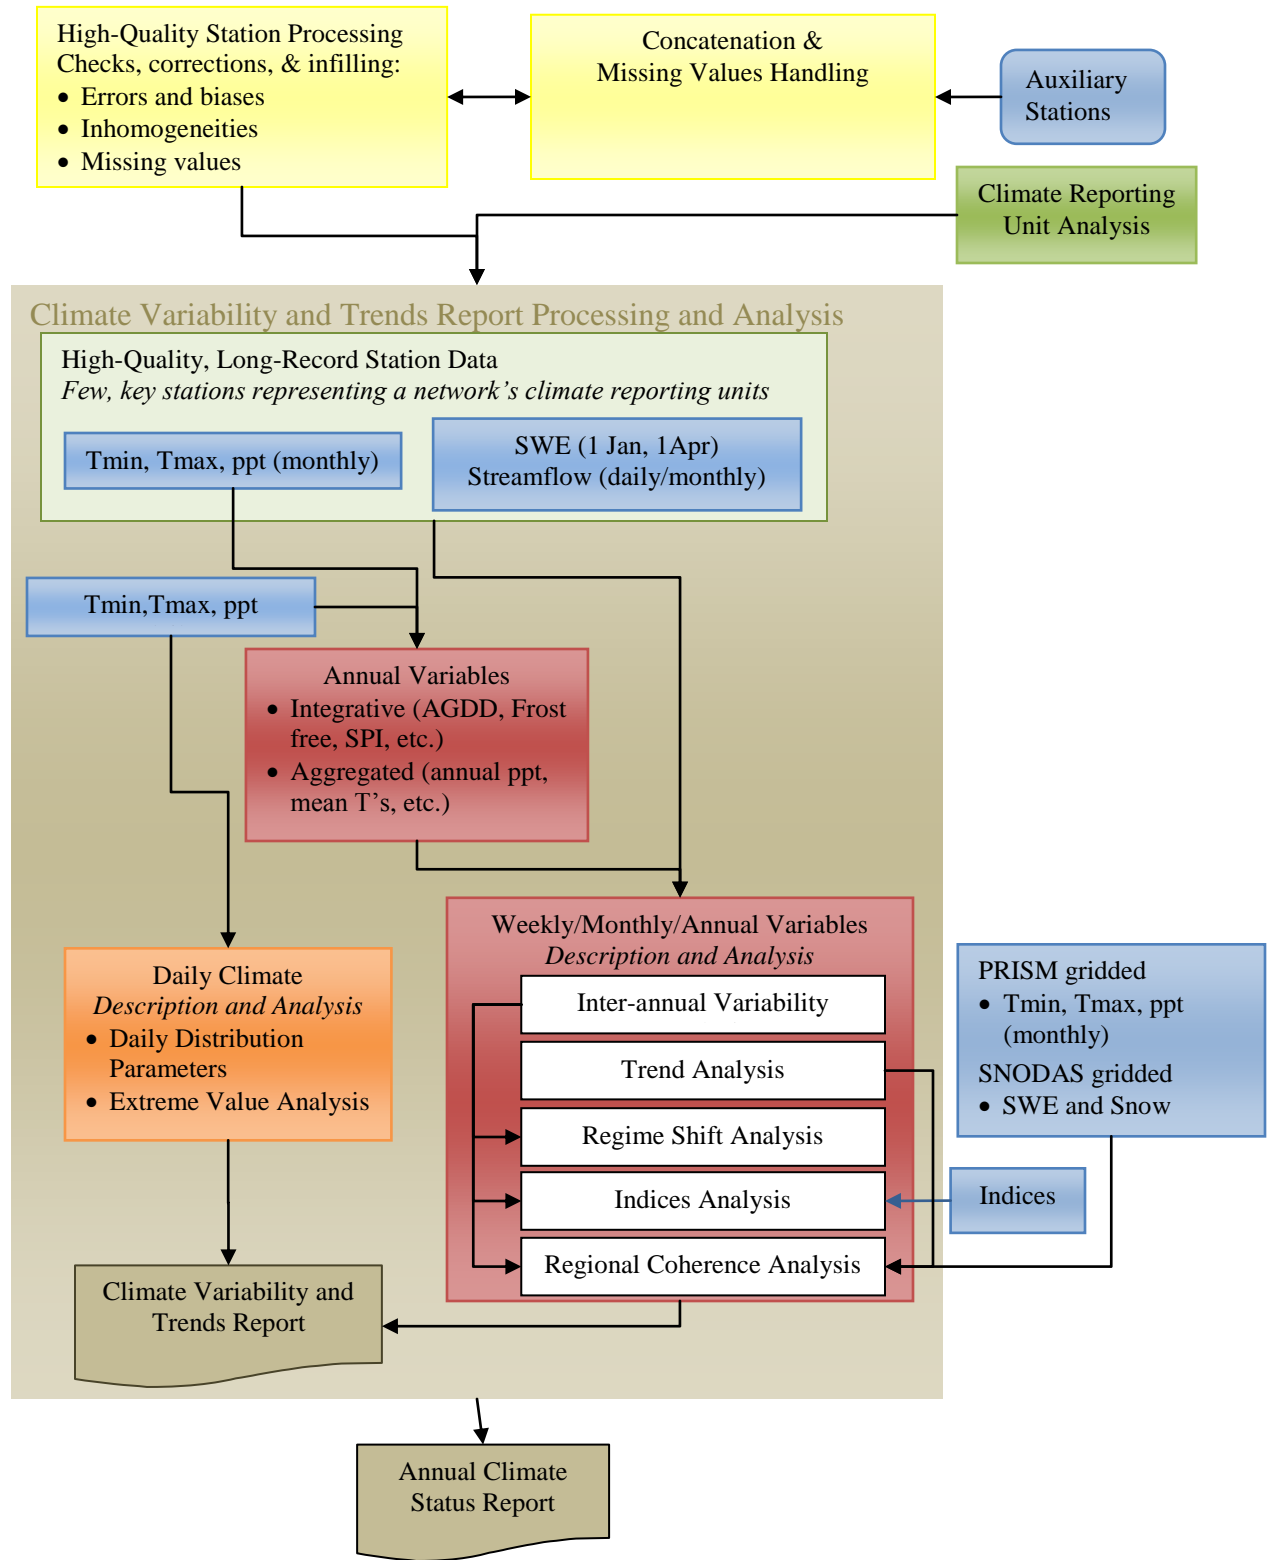 High-Quality Station Processing
Checks, corrections, & infilling:
• Errors and biases
• Inhomogeneities
• Missing values
Concatenation &
Missing Values Handling
Auxiliary
Stations
Climate Reporting
Unit Analysis
Climate Variability and Trends Report Processing and Analysis
High-Quality, Long-Record Station Data
Few, key stations representing a network’s climate reporting units
Tmin, Tmax, ppt (monthly)
SWE (1 Jan, 1Apr)
Streamflow (daily/monthly)
Tmin,Tmax, ppt
Annual Variables
• Integrative (AGDD, Frost
free, SPI, etc.)
• Aggregated (annual ppt,
mean T’s, etc.)
Weekly/Monthly/Annual Variables
Description and Analysis
Inter-annual Variability
Trend Analysis
Regime Shift Analysis
Indices Analysis
Regional Coherence Analysis
Daily Climate
Description and Analysis
• Daily Distribution
Parameters
• Extreme Value Analysis
PRISM gridded
• Tmin, Tmax, ppt
(monthly)
SNODAS gridded
• SWE and Snow
Indices
Climate Variability and
Trends Report
Annual Climate
Status Report